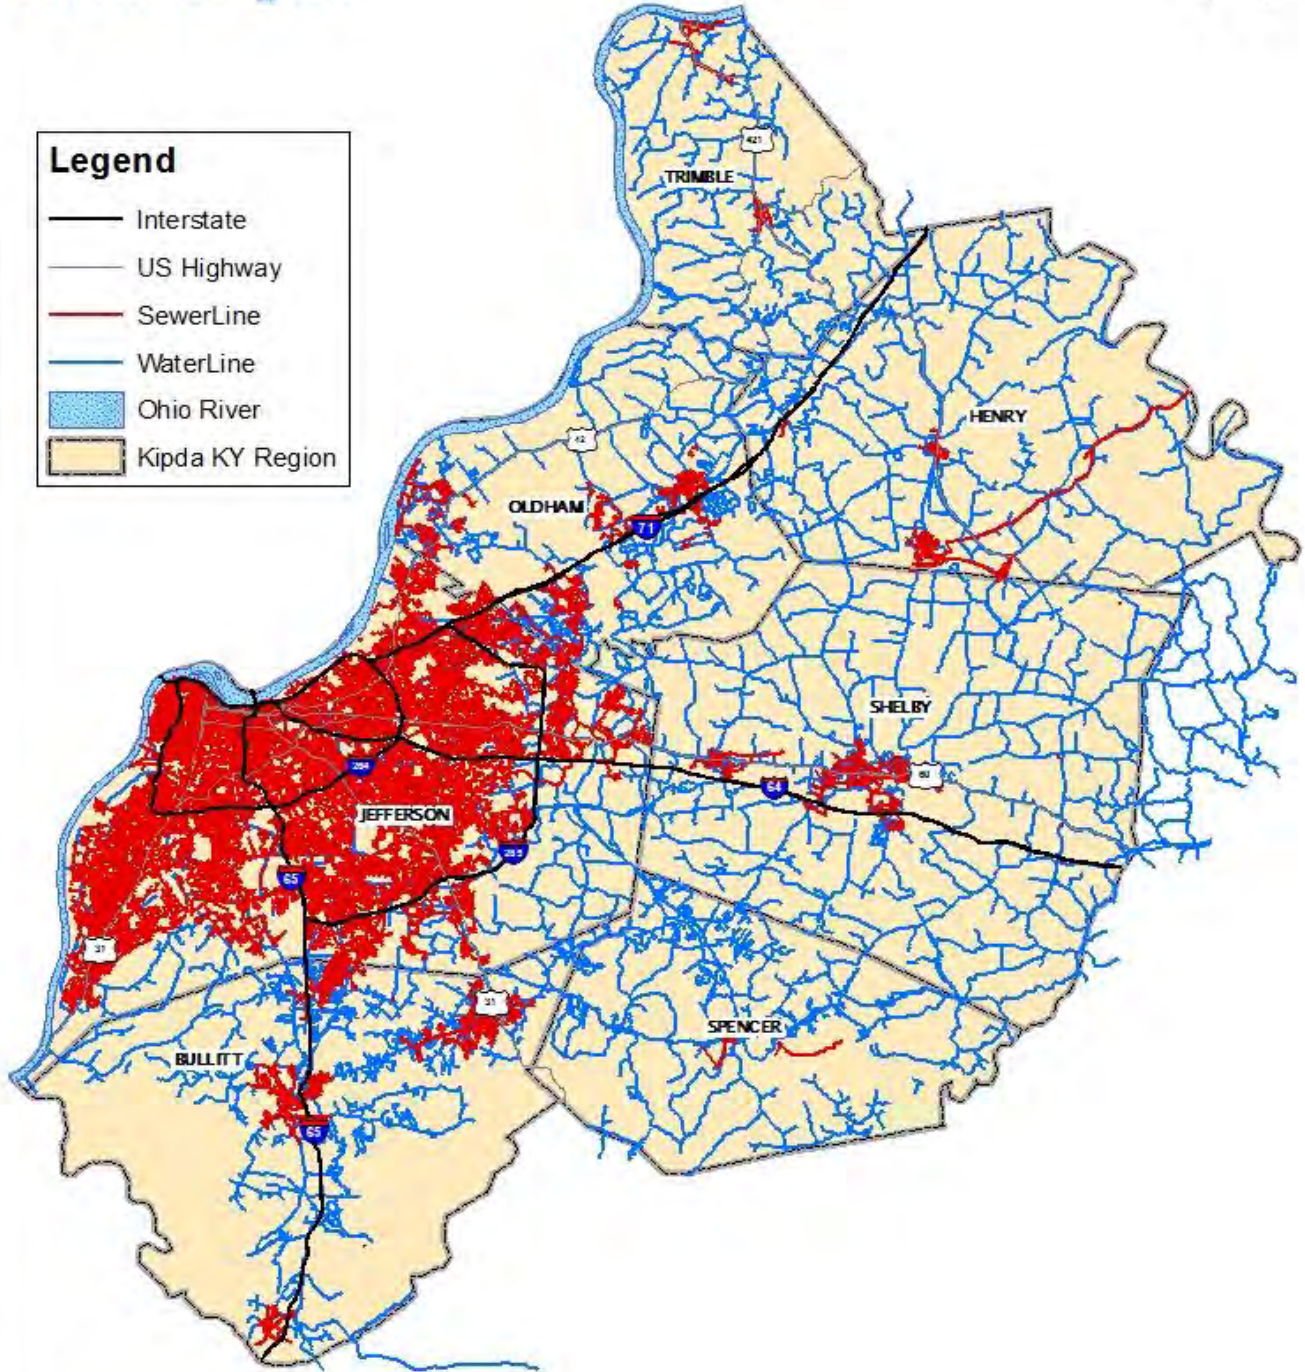 Legend
Interstate
US Highway
SewerLine
WaterLine
Ohio River
Kipda KY Region
421
TRIMBLE
HENRY
42
OLDHAM
71
SHELBY
60
64
264
JEFFERSON
265
65
31
31
SPENCER
BULLITT
65